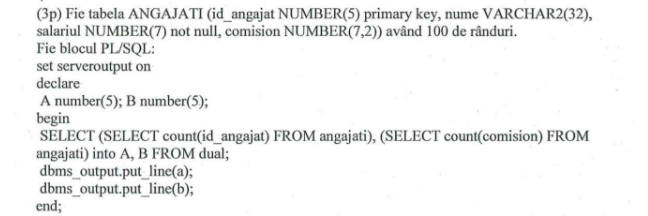 (3p) Fie tabela ANGAJATI (id_angajat NUMBER(5) primary key, nume VARCHAR2(32),
salariul NUMBER(7) not null, comision NUMBER(7,2)) având 100 de rânduri.
Fie blocul PL/SQL:
set serveroutput on
declare
A number(5); B number(5);
begin
SELECT (SELECT count(id_angajat) FROM angajati), (SELECT count(comision) FROM
angajati) into A, B FROM dual;
dbms_output.put_line(a);
dbms_output.put_line(b);
end;